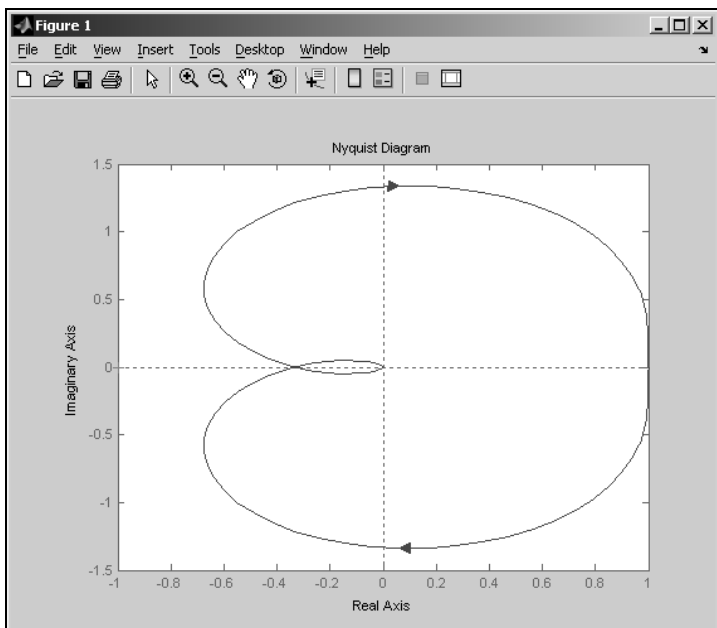 Figure 1
File Edit View Insert Tools Desktop Window Help
Nyquist Diagram
1.5
1
0.5
0
-0.5
-1
-1.5
Imaginary Axis
-1 -0.8 -0.6 -0.4 -0.2 0 0.2 0.4 0.6 0.8 1
Real Axis